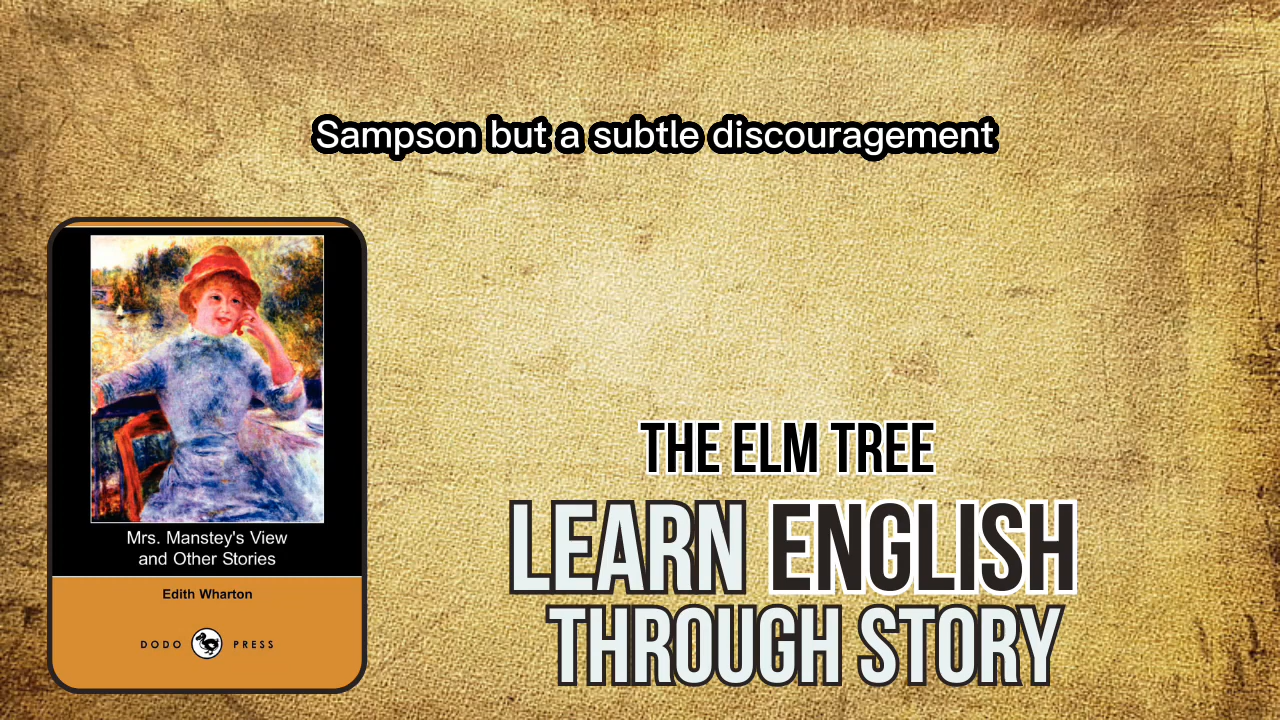 Sampson but a subtle discouragement
Mrs. Manstey's View
and Other Stories
Edith Wharton
DODO PRESS
THE ELM TREE
LEARN ENGLISH
THROUGH STORY